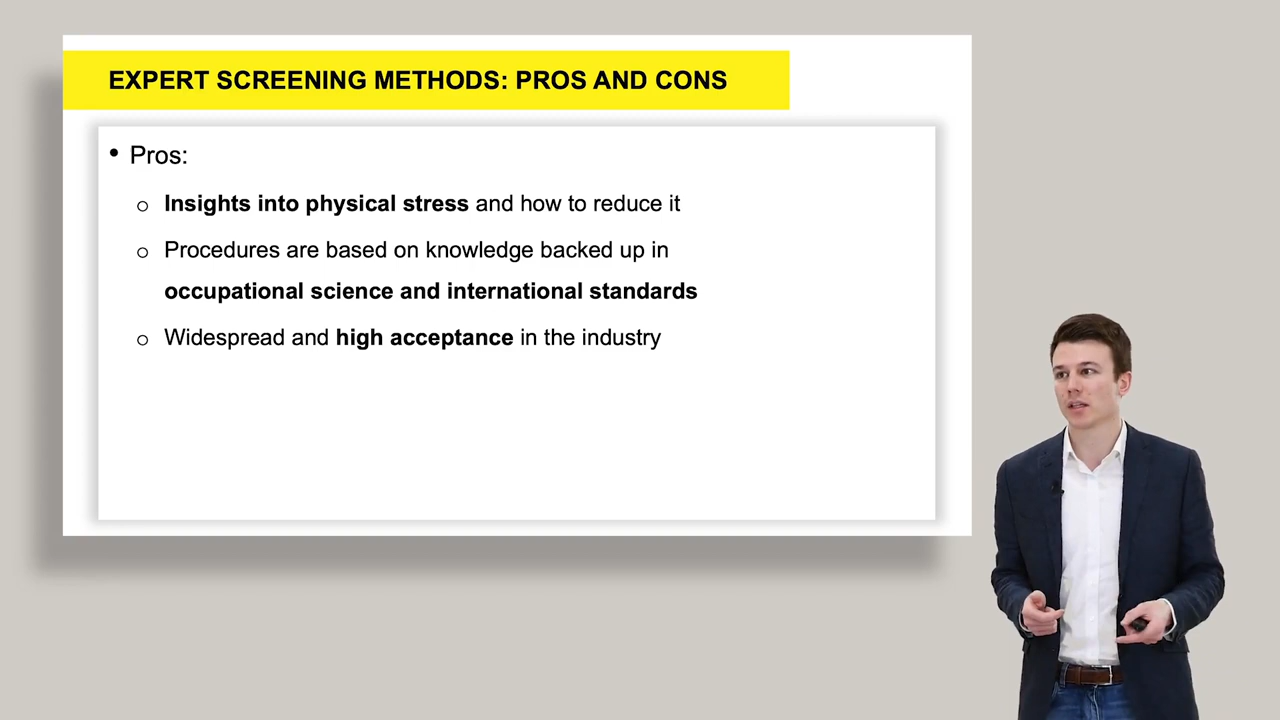 EXPERT SCREENING METHODS: PROS AND CONS
• Pros:
o Insights into physical stress and how to reduce it
o Procedures are based on knowledge backed up in
occupational science and international standards
o Widespread and high acceptance in the industry